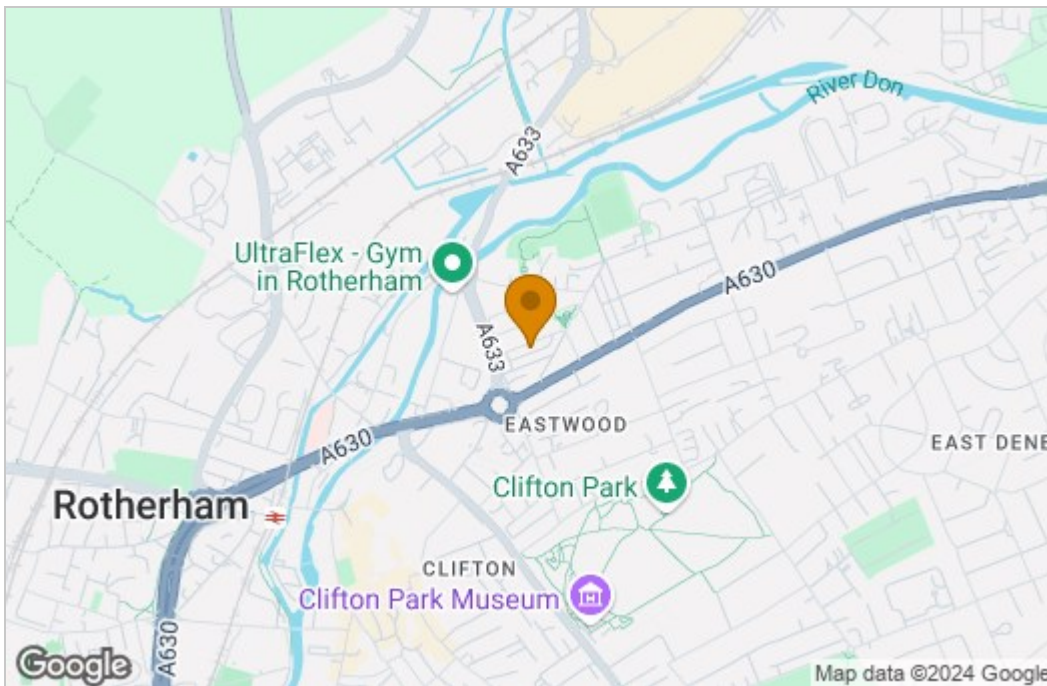 River Don
A633
UltraFlex - Gym
in Rotherham
A630
A633
EASTWOOD
A630
EAST DENE
Clifton Park
Rotherham
CLIFTON
Clifton Park Museum
A630
Google
Map data ©2024 Google